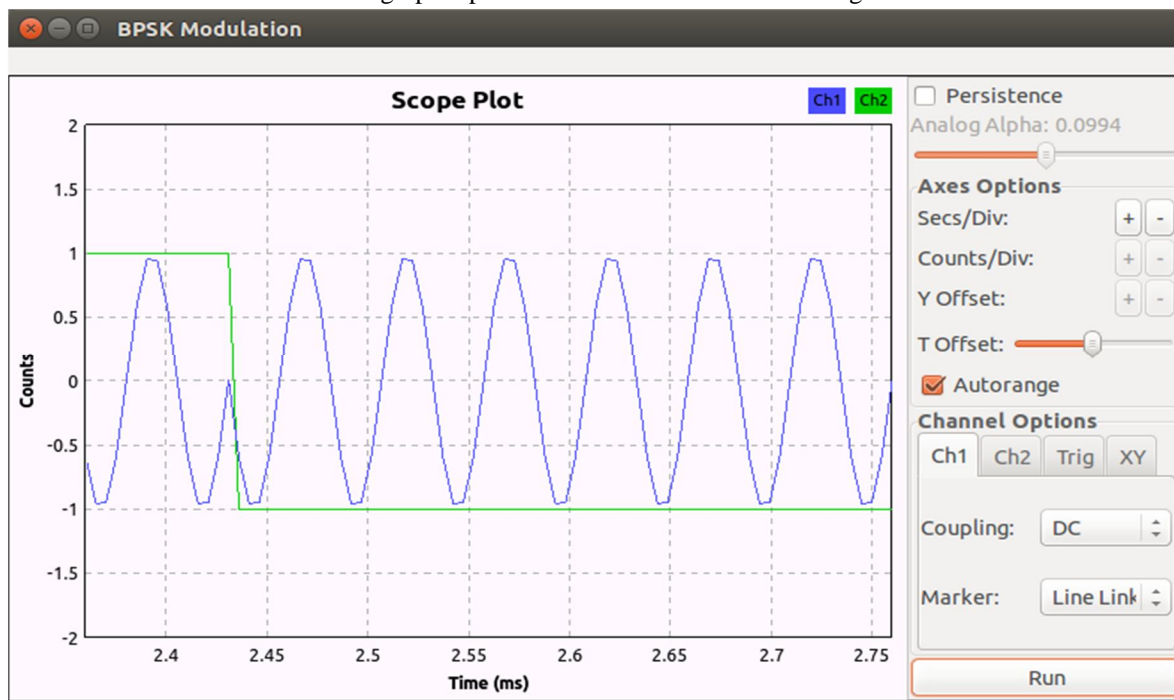 BPSK Modulation
Scope Plot
Ch1 Ch2
2
1.5
1
0.5
0
-0.5
-1
-1.5
-2
Counts
2.4 2.45 2.5 2.55 2.6 2.65 2.7 2.75
Time (ms)
Persistence
Analog Alpha: 0.0994
Axes Options
Secs/Div: + -
Counts/Div: + -
Y Offset: + -
T Offset:
Autorange
Channel Options
Ch1 Ch2 Trig XY
Coupling: DC
Marker: Line Link
Run